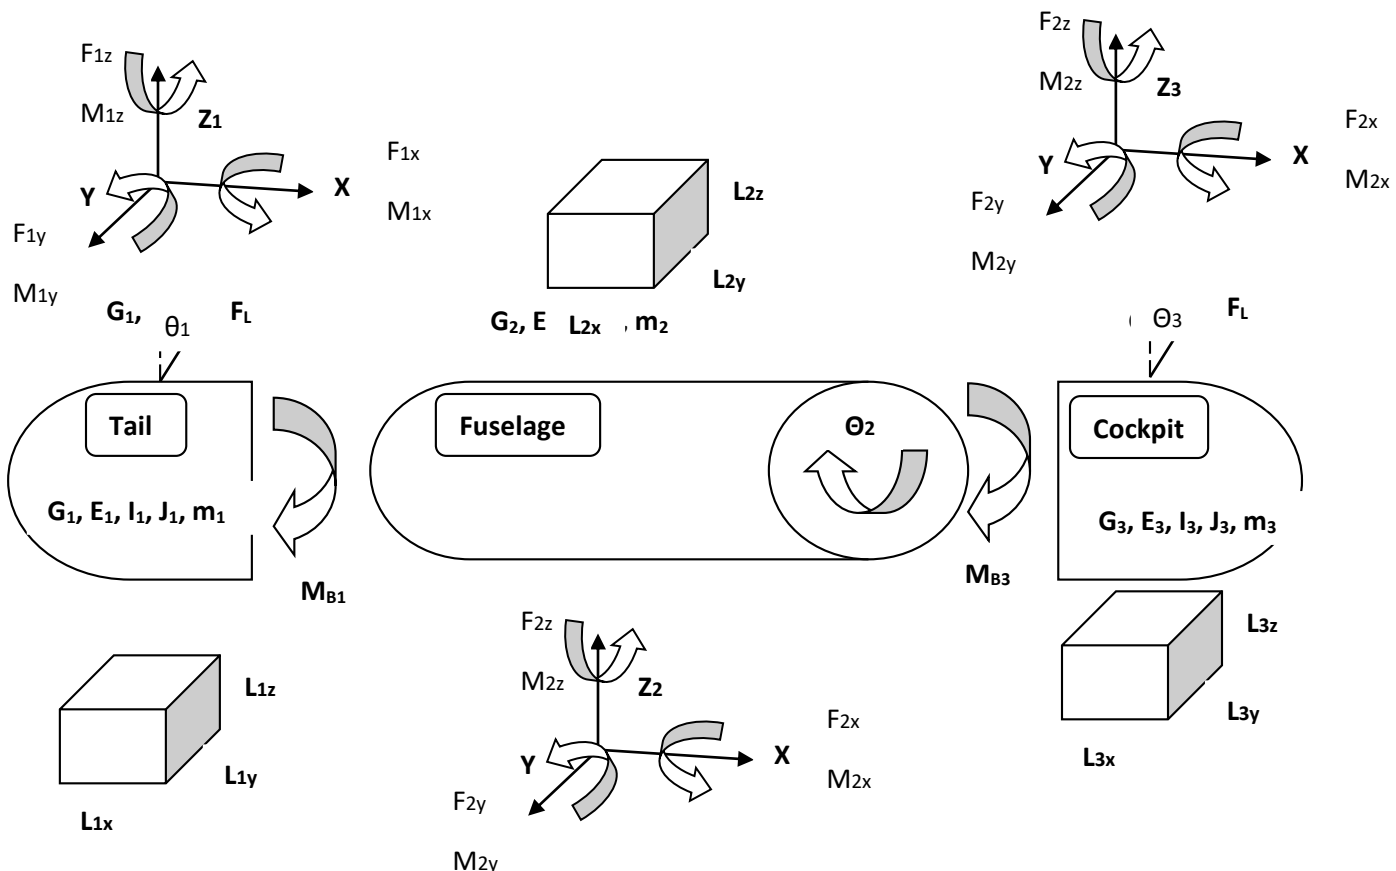 F1z
M1z
Z1
F1x
M1x
X
Y
F1y
M1y
F2z
M2z
Z3
F2x
M2x
X
Y
F2y
M2y
L2z
L2y
L2x
G1,
θ1
FL
G2, E
, m2
Θ3
FL
Tail
Fuselage
Θ2
Cockpit
G1, E1, I1, J1, m1
G3, E3, I3, J3, m3
MB1
MB3
F2z
M2z
Z2
F2x
M2x
X
Y
F2y
M2y
L1z
L1y
L1x
L3z
L3y
L3x